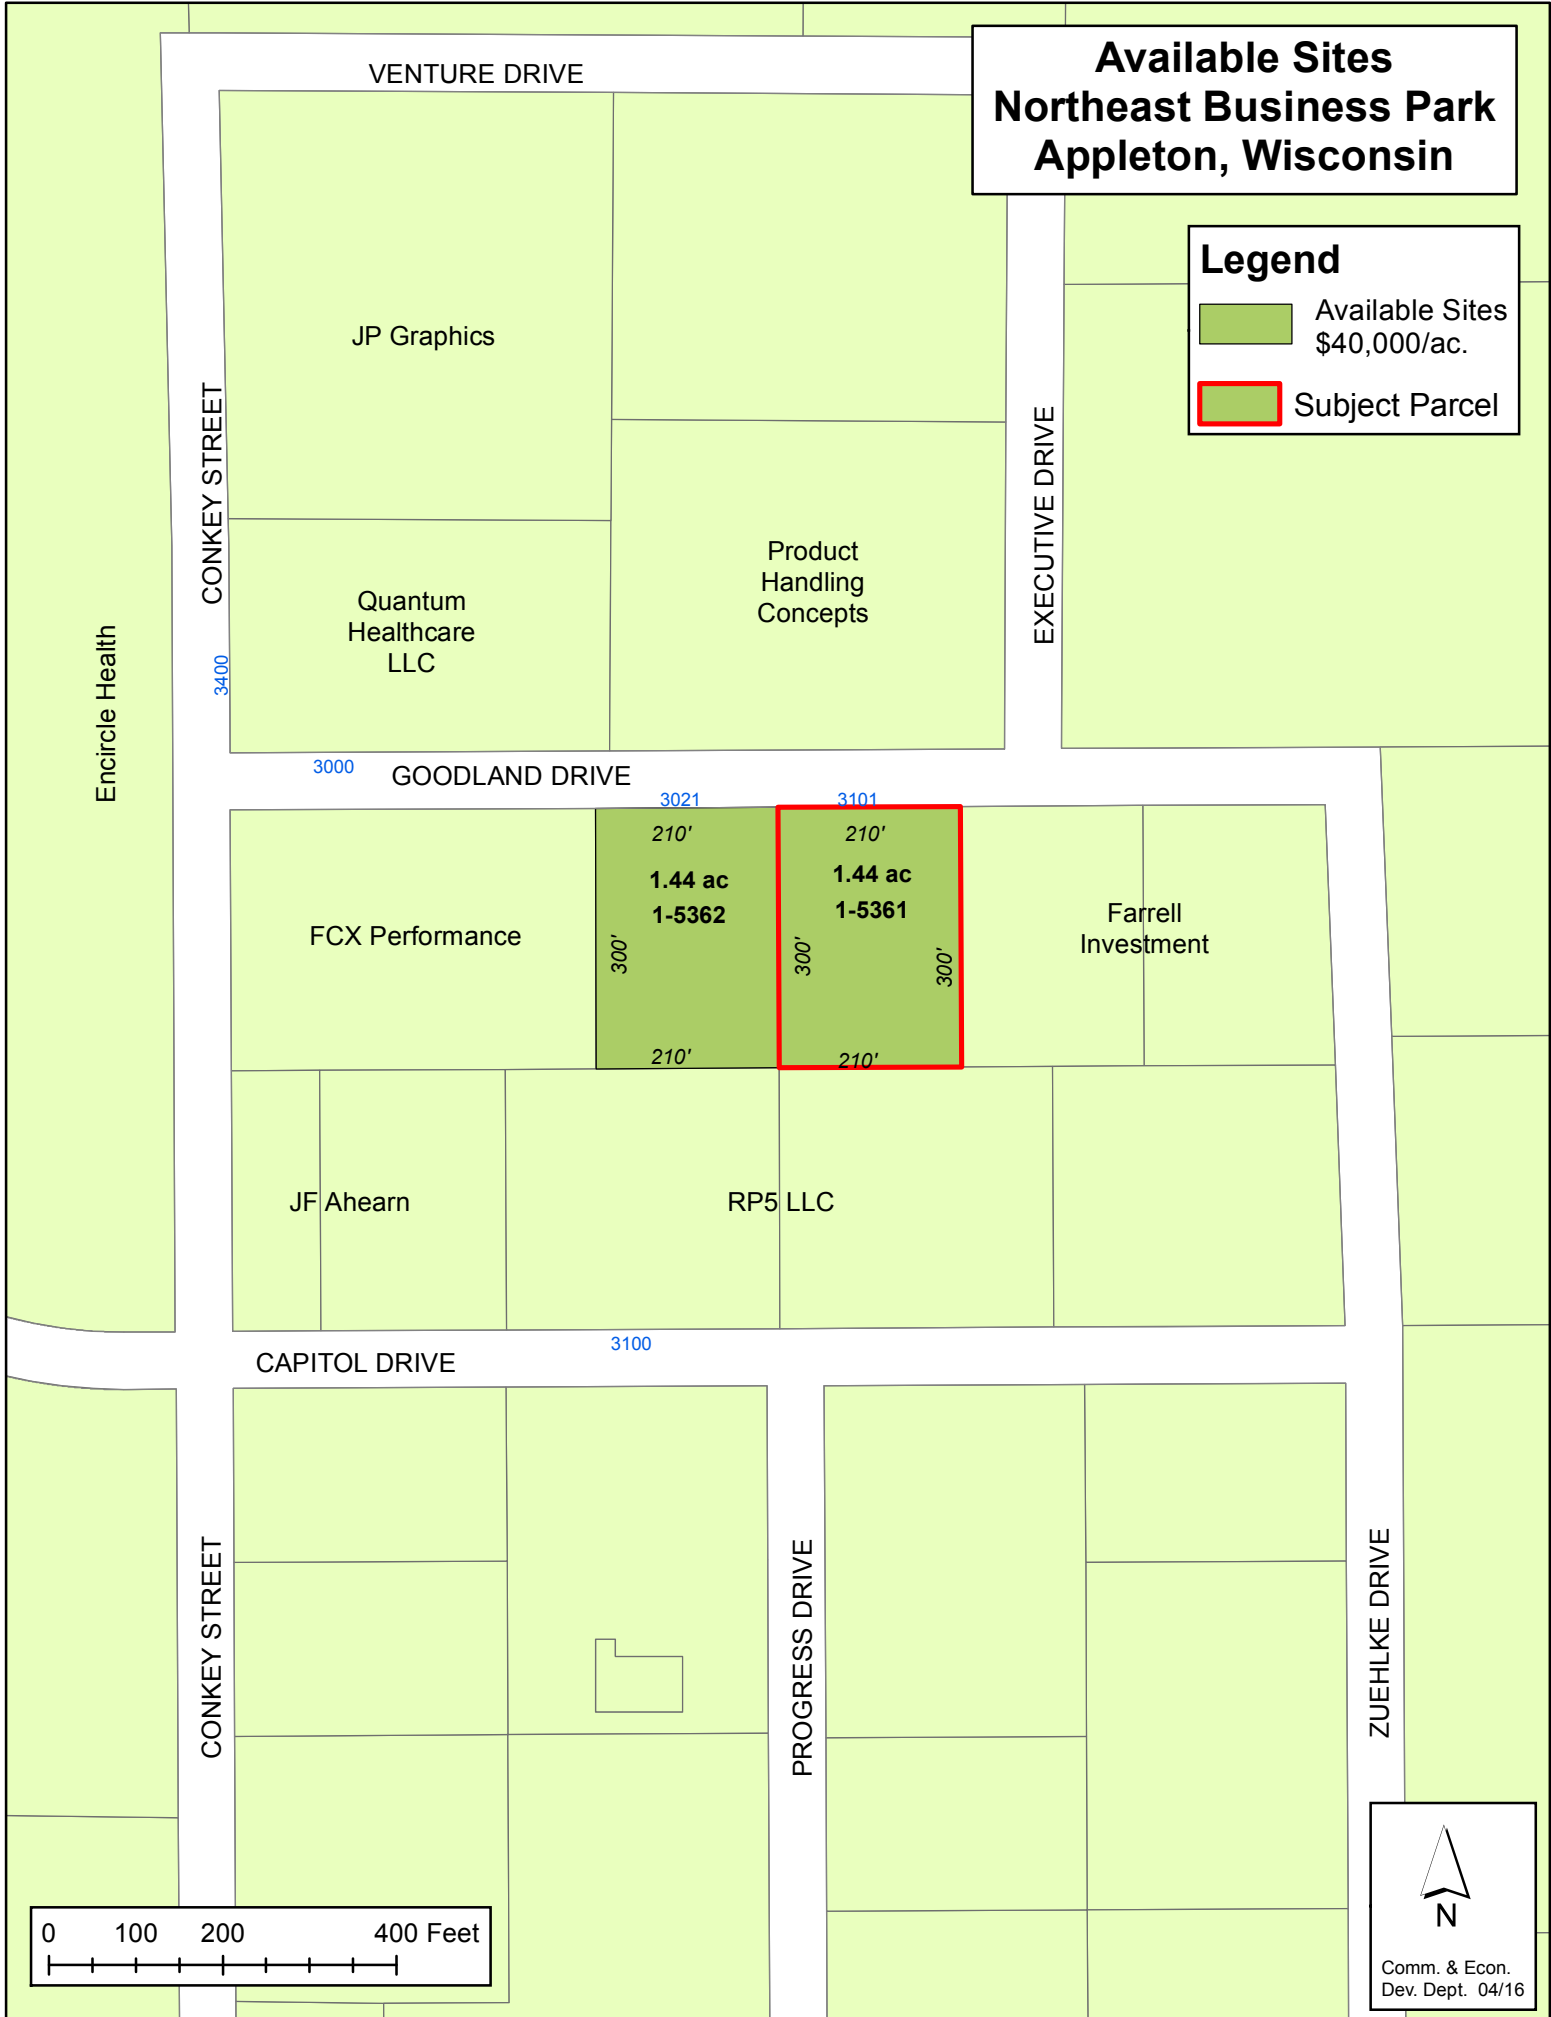 Available Sites
Northeast Business Park
Appleton, Wisconsin
VENTURE DRIVE
Legend
Available Sites
$40,000/ac.
Subject Parcel
JP Graphics
CONKEY STREET
EXECUTIVE DRIVE
Product
Handling
Concepts
Quantum
Healthcare
LLC
3400
Encircle Health
3000
GOODLAND DRIVE
3021
3101
210'
210'
1.44 ac
1-5362
1.44 ac
1-5361
FCX Performance
300'
300'
300'
Farrell
Investment
210'
210'
JF Ahearn
RP5 LLC
3100
CAPITOL DRIVE
CONKEY STREET
PROGRESS DRIVE
ZUEHLKE DRIVE
0 100 200 400 Feet
N
Comm. & Econ.
Dev. Dept. 04/16